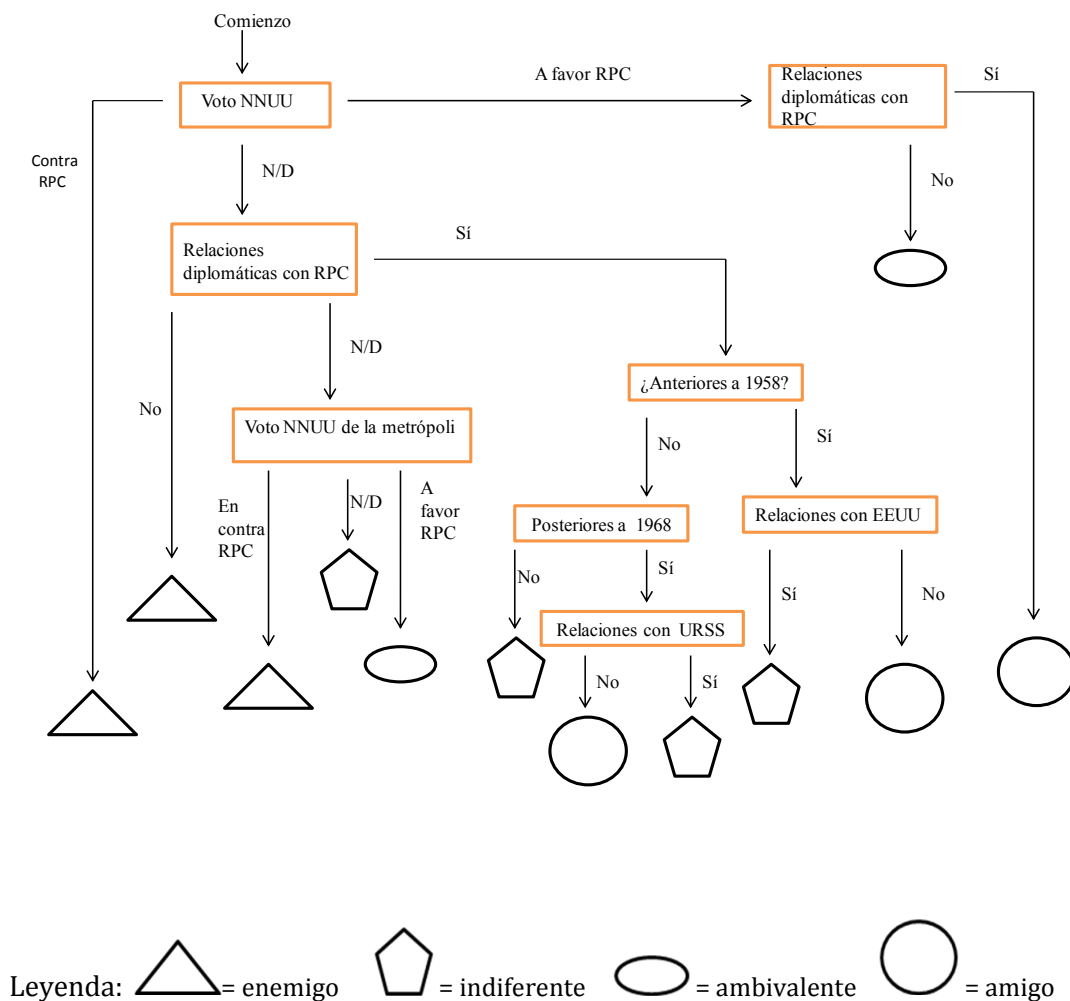 Comienzo
Voto NNUU
A favor RPC
Relaciones
diplomáticas con
RPC
Sí
Contra
RPC
N/D
No
Relaciones
diplomáticas con RPC
Sí
N/D
No
¿Anteriores a 1958?
Voto NNUU de la metrópoli
No
Sí
En
contra
RPC
N/D
A
favor
RPC
Posteriores a 1968
Relaciones con EEUU
No
Sí
Sí
No
Relaciones con URSS
No
Sí
Leyenda: = enemigo = indiferente = ambivalente = amigo